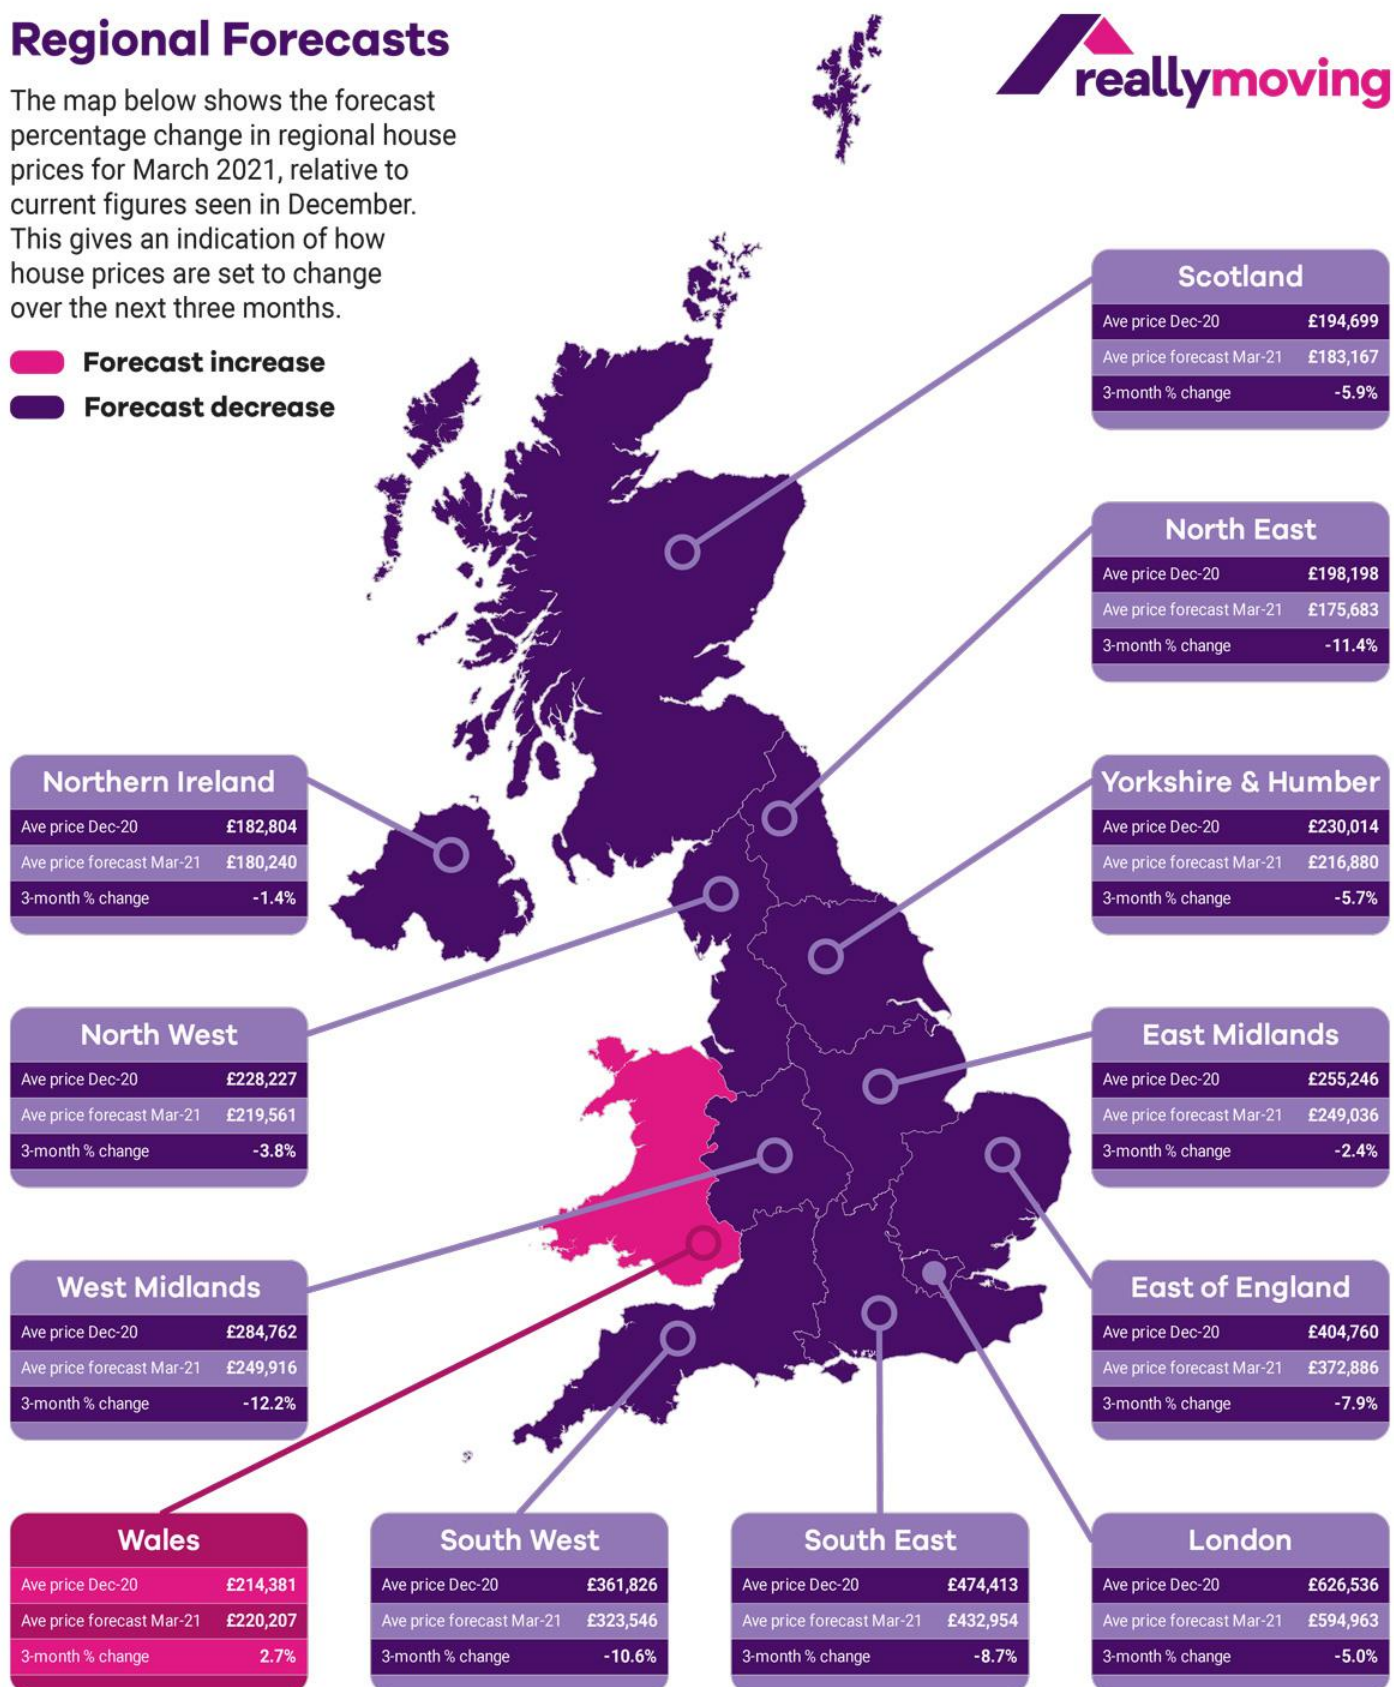 Regional Forecasts
The map below shows the forecast
percentage change in regional house
prices for March 2021, relative to
current figures seen in December.
This gives an indication of how
house prices are set to change
over the next three months.
Forecast increase
Forecast decrease
reallymoving
Scotland
Ave price Dec-20 £194,699
Ave price forecast Mar-21 £183,167
3-month % change -5.9%
North East
Ave price Dec-20 £198,198
Ave price forecast Mar-21 £175,683
3-month % change -11.4%
Northern Ireland
Ave price Dec-20 £182,804
Ave price forecast Mar-21 £180,240
3-month % change -1.4%
Yorkshire & Humber
Ave price Dec-20 £230,014
Ave price forecast Mar-21 £216,880
3-month % change -5.7%
North West
Ave price Dec-20 £228,227
Ave price forecast Mar-21 £219,561
3-month % change -3.8%
East Midlands
Ave price Dec-20 £255,246
Ave price forecast Mar-21 £249,036
3-month % change -2.4%
West Midlands
Ave price Dec-20 £284,762
Ave price forecast Mar-21 £249,916
3-month % change -12.2%
East of England
Ave price Dec-20 £404,760
Ave price forecast Mar-21 £372,886
3-month % change -7.9%
Wales
Ave price Dec-20 £214,381
Ave price forecast Mar-21 £220,207
3-month % change 2.7%
South West
Ave price Dec-20 £361,826
Ave price forecast Mar-21 £323,546
3-month % change -10.6%
South East
Ave price Dec-20 £474,413
Ave price forecast Mar-21 £432,954
3-month % change -8.7%
London
Ave price Dec-20 £626,536
Ave price forecast Mar-21 £594,963
3-month % change -5.0%